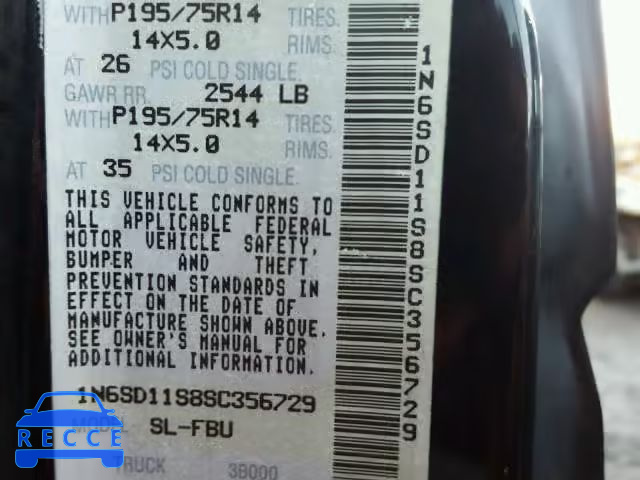 WITH P195/75R14 TIRES.
14X5.0 RIMS.
AT 26 PSI COLD SINGLE.
GAWR RR. 2544 LB
WITH P195/75R14 TIRES.
14X5.0 RIMS.
AT 35 PSI COLD SINGLE.
THIS VEHICLE CONFORMS TO
ALL APPLICABLE FEDERAL
MOTOR VEHICLE SAFETY,
BUMPER AND THEFT
PREVENTION STANDARDS IN
EFFECT ON THE DATE OF
MANUFACTURE SHOWN ABOVE.
SEE OWNER'S MANUAL FOR
ADDITIONAL INFORMATION.
1N6SD11S8SC356729
MODEL SL-FBU
TRUCK 3B000
1N6SD11S8SC356729
BIDFAX